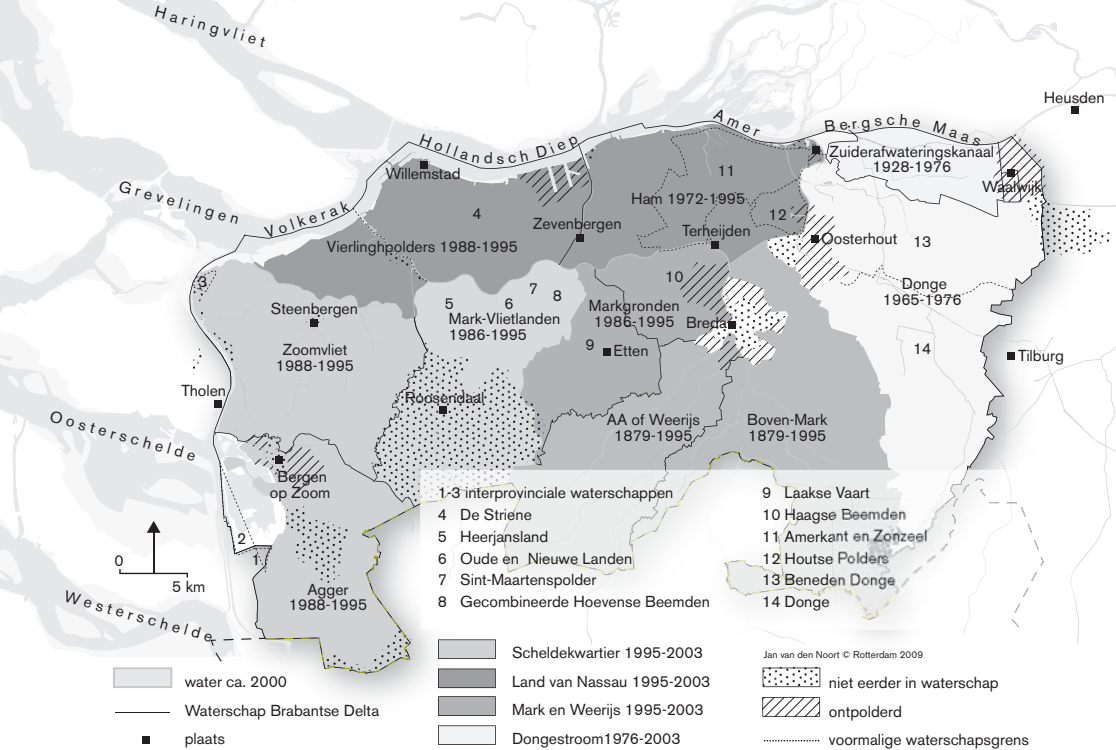 Haringvliet
Heusden
Amer
Bergsche Maas
Hollandsch Diep
Zuiderafwateringskanaal
1928-1976
Willemstad
11
Waalwijk
Grevelingen
Ham 1972-1995
4
12
Volkerak
Zevenbergen
Terheijden
Oosterhout
13
Vierlinghpolders 1988-1995
3
10
Donge
1965-1976
7
8
5
6
Steenbergen
Markgronden
1986-1995
Mark-Vlietlanden
1986-1995
Breda
Zoomvliet
1988-1995
9
Etten
14
Tilburg
Tholen
Roosendaal
Oosterschelde
AA of Weerijs
1879-1995
Boven-Mark
1879-1995
Bergen
op Zoom
2
1
0
5 km
Agger
1988-1995
Westerschelde
1-3 interprovinciale waterschappen
4 De Striene
5 Heerjansland
6 Oude en Nieuwe Landen
7 Sint-Maartenspolder
8 Gecombineerde Hoevense Beemden
9 Laakse Vaart
10 Haagse Beemden
11 Amerkant en Zonzeel
12 Houtse Polders
13 Beneden Donge
14 Donge
water ca. 2000
Waterschap Brabantse Delta
plaats
Scheldekwartier 1995-2003
Land van Nassau 1995-2003
Mark en Weerijs 1995-2003
Dongestroom1976-2003
Jan van den Noort © Rotterdam 2009
niet eerder in waterschap
ontpolderd
voormalige waterschapsgrens